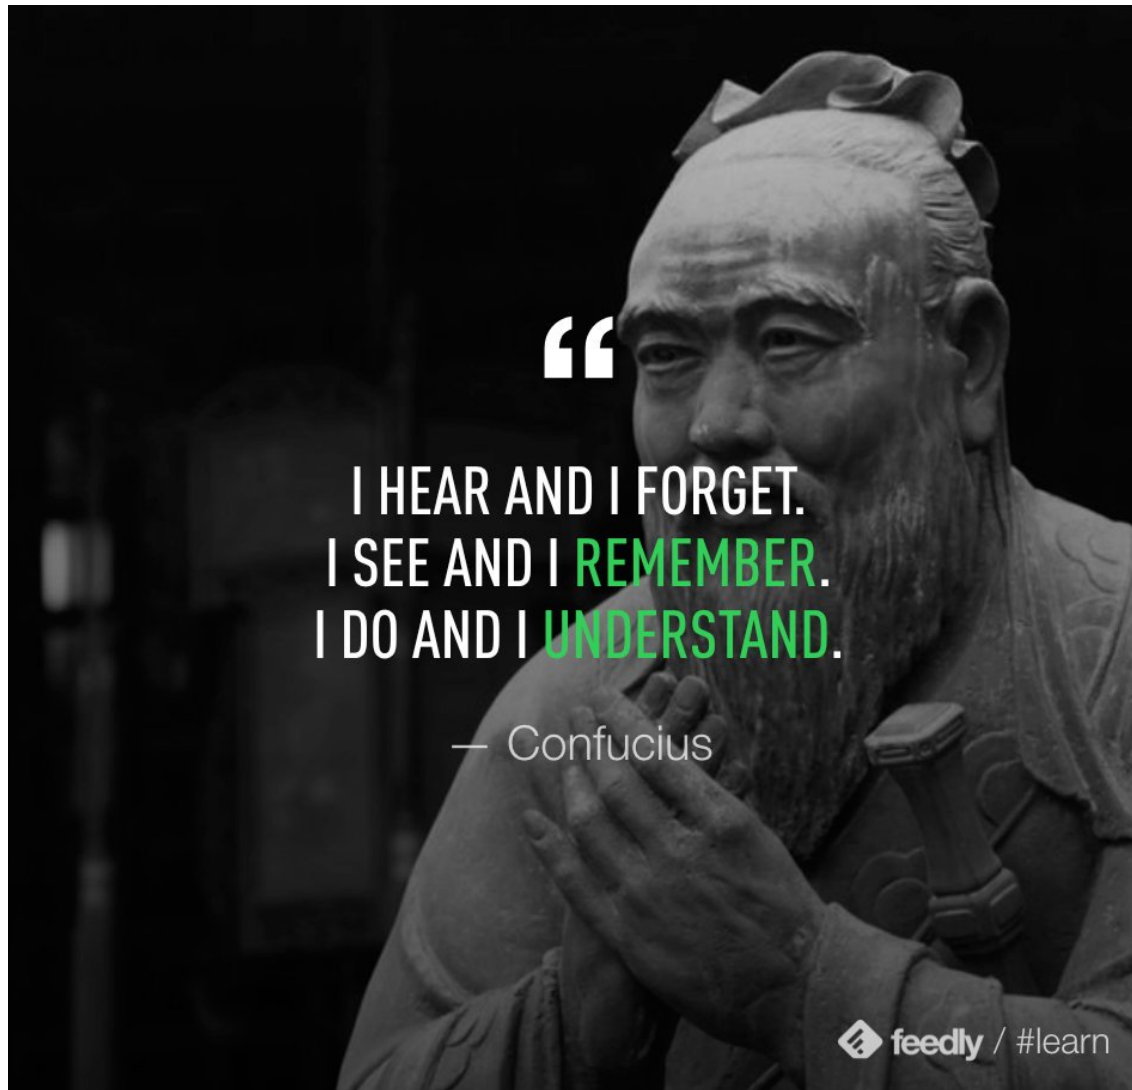 “
I HEAR AND I FORGET.
I SEE AND I REMEMBER.
I DO AND I UNDERSTAND.
— Confucius
feedly / #learn